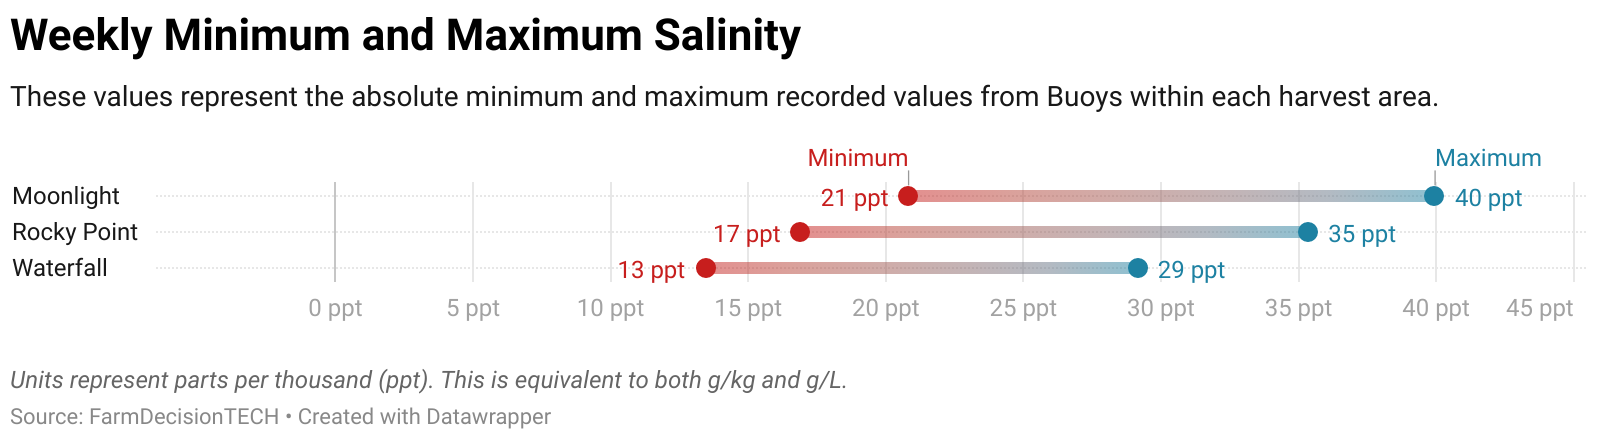 Weekly Minimum and Maximum Salinity
These values represent the absolute minimum and maximum recorded values from Buoys within each harvest area.
Minimum Maximum
Moonlight 21 ppt 40 ppt
Rocky Point 17 ppt 35 ppt
Waterfall 13 ppt 29 ppt
0 ppt 5 ppt 10 ppt 15 ppt 20 ppt 25 ppt 30 ppt 35 ppt 40 ppt 45 ppt
Units represent parts per thousand (ppt). This is equivalent to both g/kg and g/L.
Source: FarmDecisionTECH • Created with Datawrapper